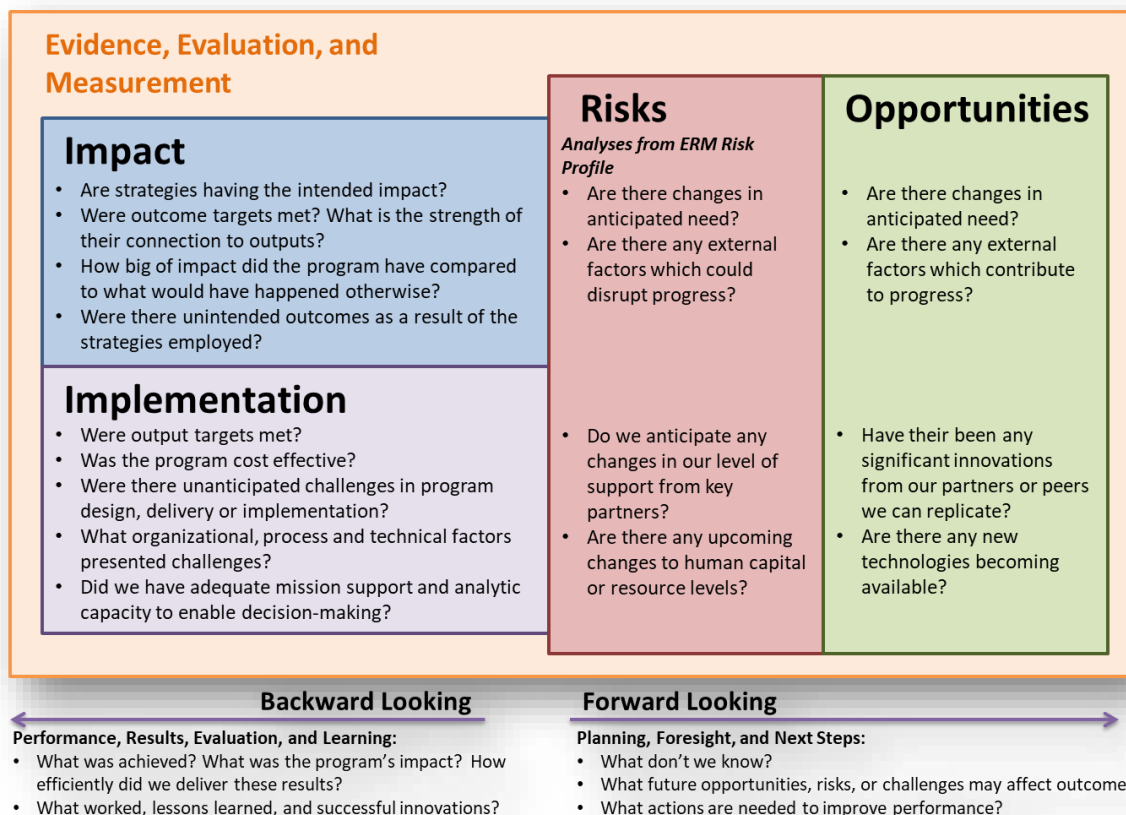 Evidence, Evaluation, and
Measurement
Impact
• Are strategies having the intended impact?
• Were outcome targets met? What is the strength of
their connection to outputs?
• How big of impact did the program have compared
to what would have happened otherwise?
• Were there unintended outcomes as a result of the
strategies employed?
Implementation
• Were output targets met?
• Was the program cost effective?
• Were there unanticipated challenges in program
design, delivery or implementation?
• What organizational, process and technical factors
presented challenges?
• Did we have adequate mission support and analytic
capacity to enable decision-making?
Risks
Analyses from ERM Risk
Profile
• Are there changes in
anticipated need?
• Are there any external
factors which could
disrupt progress?
• Do we anticipate any
changes in our level of
support from key
partners?
• Are there any upcoming
changes to human capital
or resource levels?
Opportunities
• Are there changes in
anticipated need?
• Are there any external
factors which contribute
to progress?
• Have their been any
significant innovations
from our partners or peers
we can replicate?
• Are there any new
technologies becoming
available?
Backward Looking
Performance, Results, Evaluation, and Learning:
• What was achieved? What was the program's impact? How
efficiently did we deliver these results?
• What worked, lessons learned, and successful innovations?
Forward Looking
Planning, Foresight, and Next Steps:
• What don't we know?
• What future opportunities, risks, or challenges may affect outcome
• What actions are needed to improve performance?